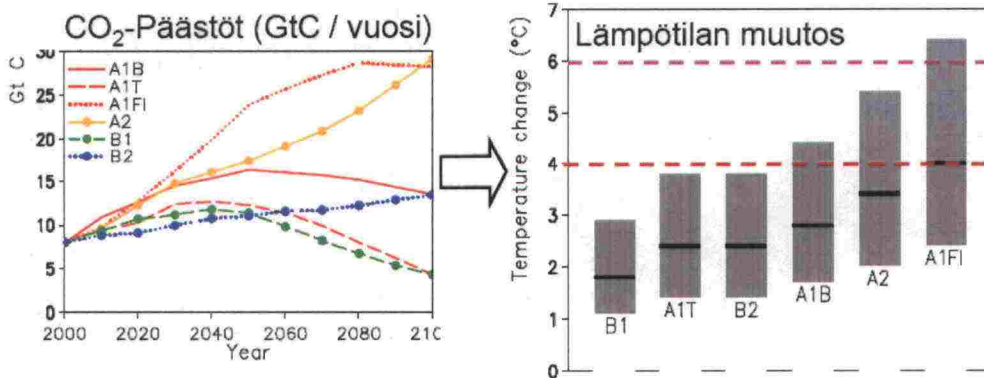 CO₂-Päästöt (GtC / vuosi)
Gt C
30
25
20
15
10
5
0
A1B
A1T
A1FI
A2
B1
B2
2000 2020 2040 2060 2080 210
Year
Lämpötilan muutos
Temperature change (°C)
7
6
5
4
3
2
1
0
B1
A1T
B2
A1B
A2
A1FI